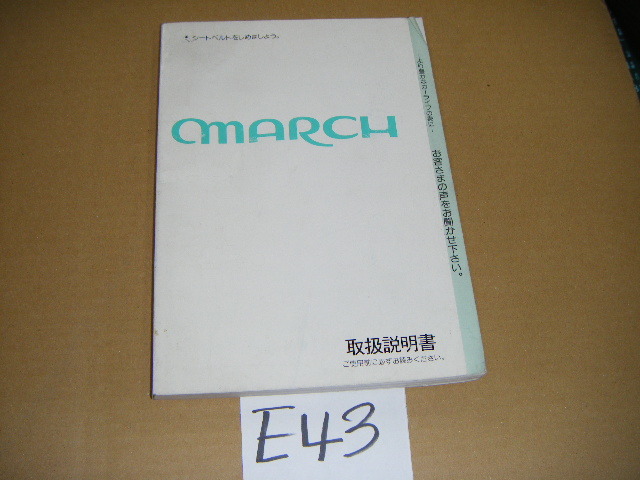 シートベルトをしめましょう。
MARCH
お客さまの声をお聞かせ下さい。
取扱説明書
ご使用前に必ずお読みください。
E43